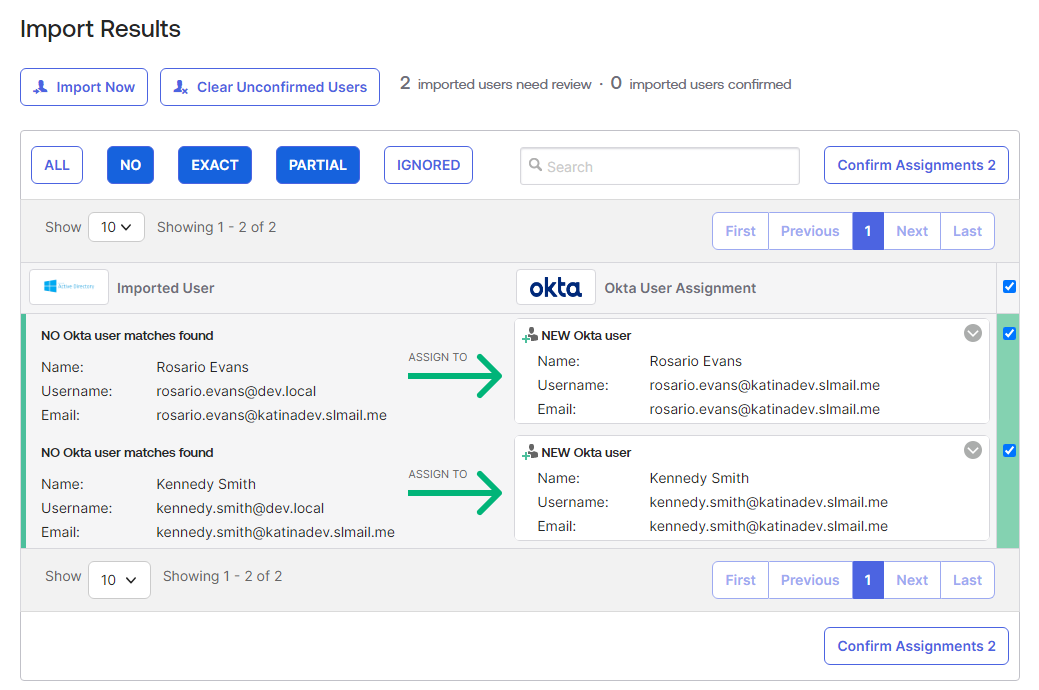 Import Results
Import Now
Clear Unconfirmed Users
2 imported users need review · 0 imported users confirmed
ALL
NO
EXACT
PARTIAL
IGNORED
Search
Confirm Assignments 2
Show 10 Showing 1 - 2 of 2
First Previous 1 Next Last
Active Directory
Imported User
okta
Okta User Assignment
NO Okta user matches found
Name: Rosario Evans
Username: rosario.evans@dev.local
Email: rosario.evans@katinadev.slmail.me
ASSIGN TO
NEW Okta user
Name: Rosario Evans
Username: rosario.evans@katinadev.slmail.me
Email: rosario.evans@katinadev.slmail.me
NO Okta user matches found
Name: Kennedy Smith
Username: kennedy.smith@dev.local
Email: kennedy.smith@katinadev.slmail.me
ASSIGN TO
NEW Okta user
Name: Kennedy Smith
Username: kennedy.smith@katinadev.slmail.me
Email: kennedy.smith@katinadev.slmail.me
Show 10 Showing 1 - 2 of 2
First Previous 1 Next Last
Confirm Assignments 2